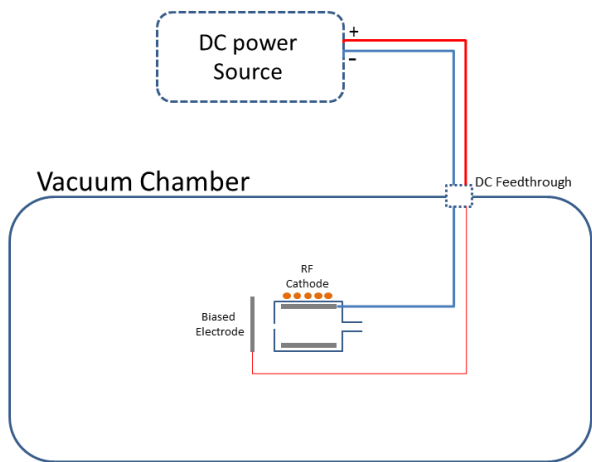 DC power
Source
+
-
Vacuum Chamber
DC Feedthrough
RF
Cathode
Biased
Electrode